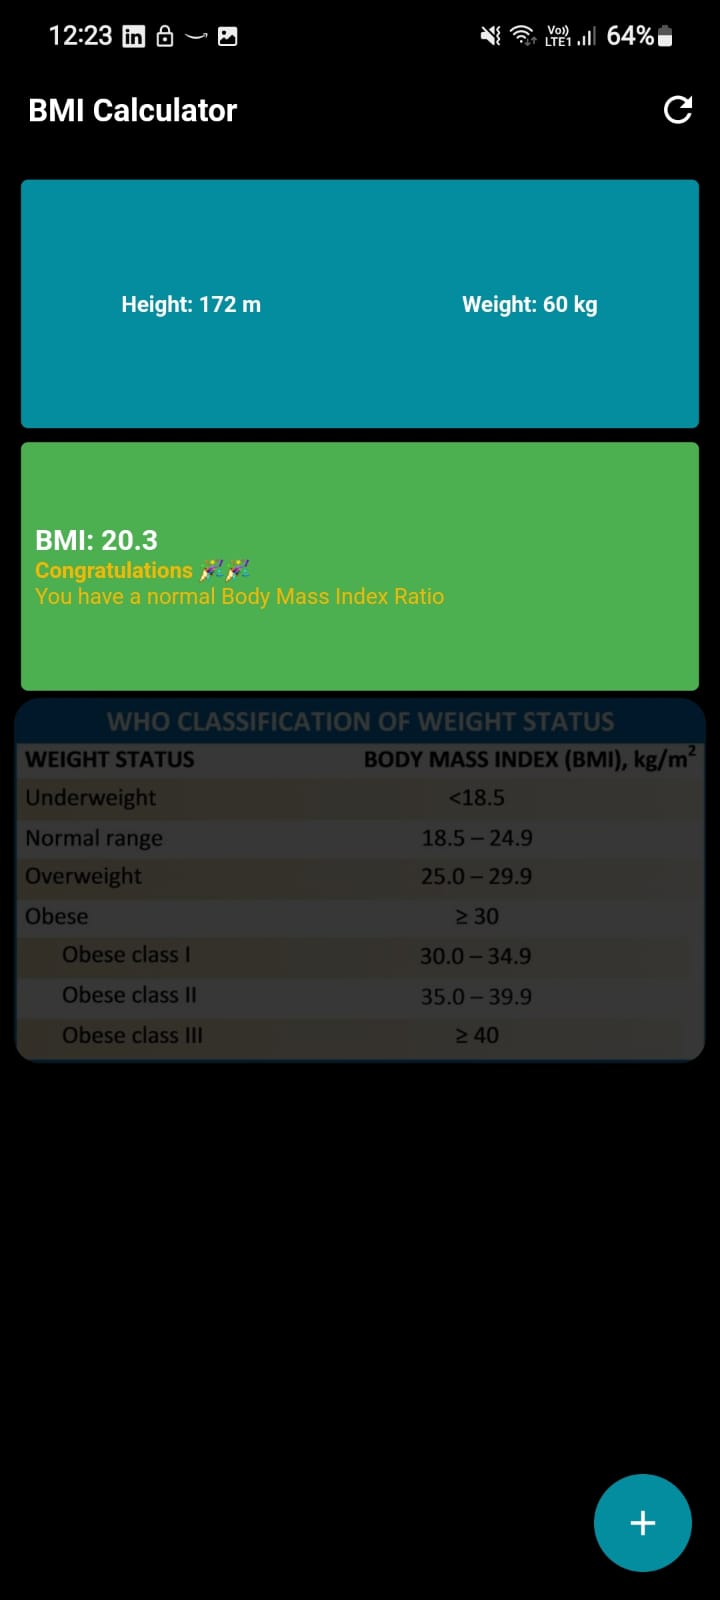 12:23 in Vo)) LTE1 64%
BMI Calculator
Height: 172 m Weight: 60 kg
BMI: 20.3
Congratulations 🎉🎉
You have a normal Body Mass Index Ratio
WHO CLASSIFICATION OF WEIGHT STATUS
WEIGHT STATUS BODY MASS INDEX (BMI), kg/m²
Underweight <18.5
Normal range 18.5 – 24.9
Overweight 25.0 – 29.9
Obese ≥ 30
Obese class I 30.0 – 34.9
Obese class II 35.0 – 39.9
Obese class III ≥ 40
+